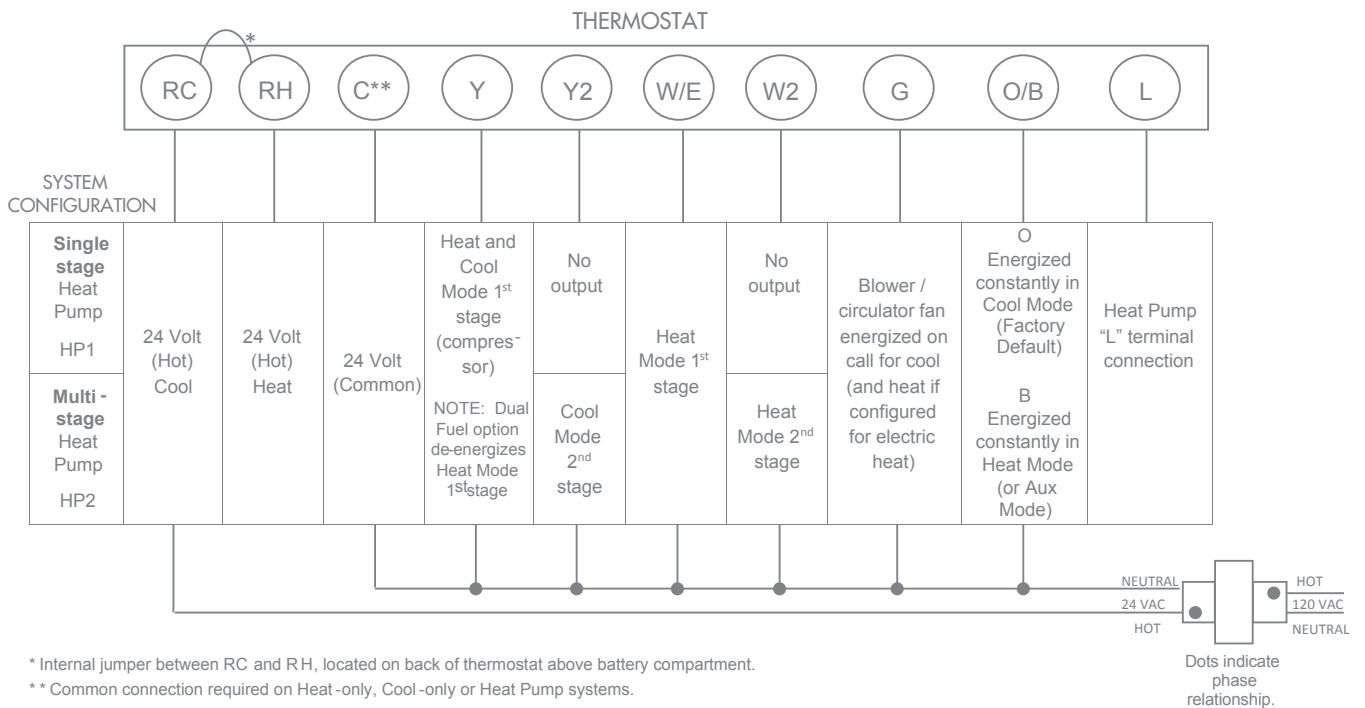 THERMOSTAT
*
RC
RH
C**
Y
Y2
W/E
W2
G
O/B
L
SYSTEM
CONFIGURATION
Single
stage
Heat
Pump
HP1
Multi -
stage
Heat
Pump
HP2
24 Volt
(Hot)
Cool
24 Volt
(Hot)
Heat
24 Volt
(Common)
Heat and
Cool
Mode 1st
stage
(compres-
sor)
NOTE: Dual
Fuel option
de-energizes
Heat Mode
1st stage
No
output
Cool
Mode
2nd
stage
Heat
Mode 1st
stage
No
output
Heat
Mode 2nd
stage
Blower /
circulator fan
energized on
call for cool
(and heat if
configured
for electric
heat)
O
Energized
constantly in
Cool Mode
(Factory
Default)
B
Energized
constantly in
Heat Mode
(or Aux
Mode)
Heat Pump
“L” terminal
connection
NEUTRAL
24 VAC
HOT
HOT
120 VAC
NEUTRAL
Dots indicate
phase
relationship.
* Internal jumper between RC and RH, located on back of thermostat above battery compartment.
** Common connection required on Heat-only, Cool-only or Heat Pump systems.